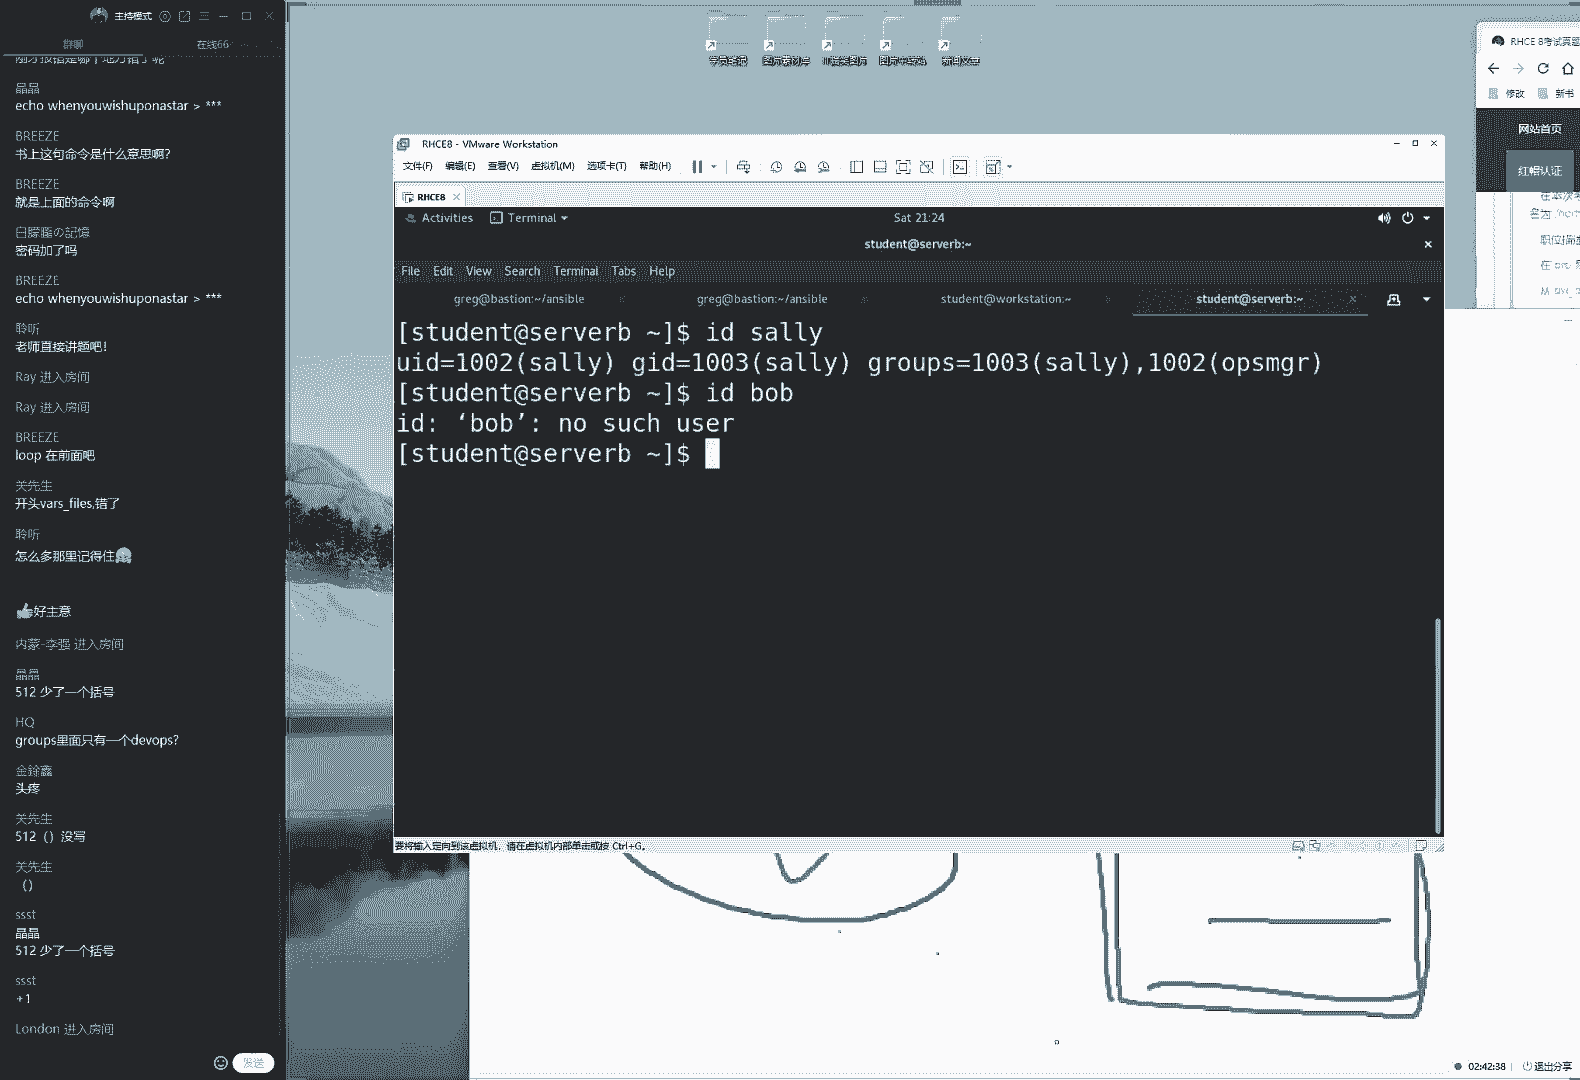 主持模式
群聊
在线66
晶晶
echo whenyouwishuponastar > ***
BREEZE
书上这句命令是什么意思啊?
BREEZE
就是上面的命令啊
白朦朧の記憶
密码加了吗
BREEZE
echo whenyouwishuponastar > ***
聆听
老师直接讲题吧!
Ray 进入房间
Ray 进入房间
BREEZE
loop 在前面吧
关先生
开头vars_files,错了
聆听
怎么多那里记得住
好主意
内蒙-李强 进入房间
晶晶
512 少了一个括号
HQ
groups里面只有一个devops?
金鎔鑫
头疼
关先生
512（）没写
关先生
（）
ssst
晶晶
512 少了一个括号
ssst
+1
London 进入房间
发送
RHCE8 - VMware Workstation
文件(F) 编辑(E) 查看(V) 虚拟机(M) 选项卡(T) 帮助(H)
RHCE8
Activities Terminal Sat 21:24
student@serverb:~
File Edit View Search Terminal Tabs Help
greg@bastion:~/ansible greg@bastion:~/ansible student@workstation:~ student@serverb:~
[student@serverb ~]$ id sally
uid=1002(sally) gid=1003(sally) groups=1003(sally),1002(opsmgr)
[student@serverb ~]$ id bob
id: ‘bob’: no such user
[student@serverb ~]$
要将输入定向到该虚拟机，请在虚拟机内部单击或按 Ctrl+G。
RHCE 8考试真题
修改 新书
网站首页
红帽认证
02:42:38 退出分享